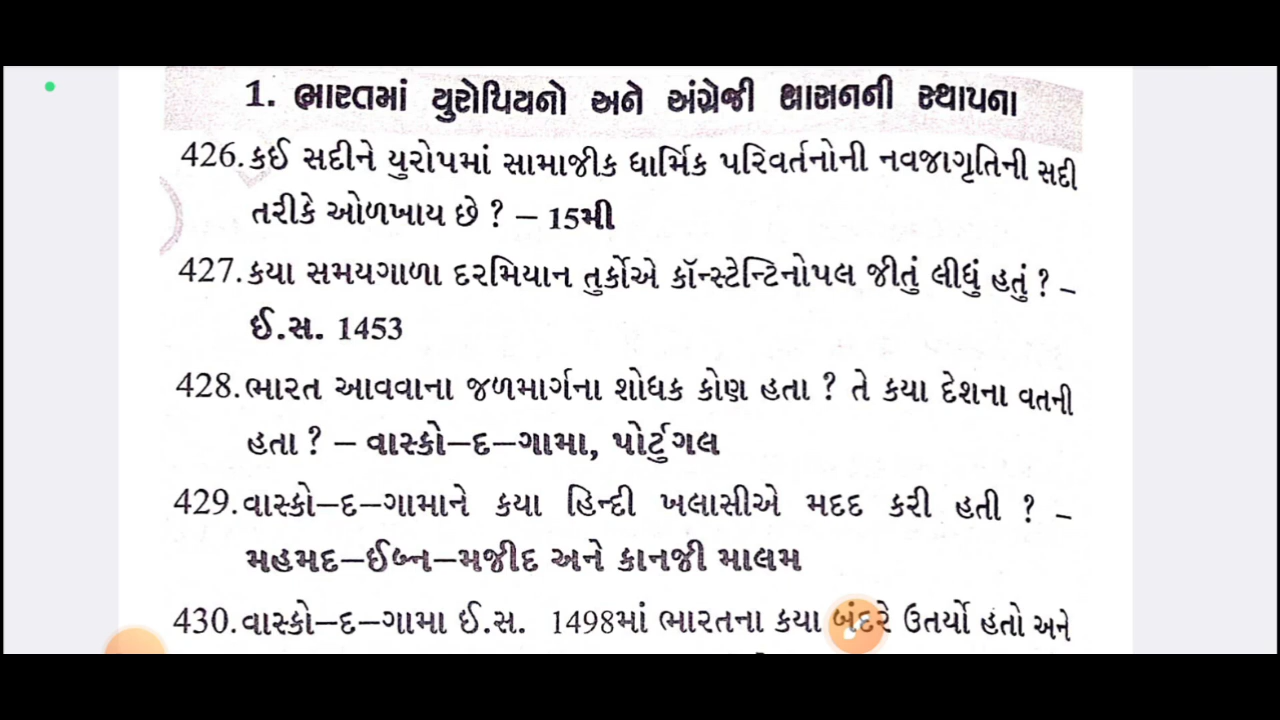 1. ભારતમાં યુરોપિયનો અને અંગ્રેજી શાસનની સ્થાપના
426. કઈ સદીને યુરોપમાં સામાજીક ધાર્મિક પરિવર્તનોની નવજાગૃતિની સદી
તરીકે ઓળખાય છે ? – 15મી
427. કયા સમયગાળા દરમિયાન તુર્કોએ કૉન્સ્ટેન્ટિનોપલ જીતું લીધું હતું ? –
ઈ.સ. 1453
428. ભારત આવવાના જળમાર્ગના શોધક કોણ હતા ? તે કયા દેશના વતની
હતા ? – વાસ્કો–દ–ગામા, પોર્ટુગલ
429. વાસ્કો–દ–ગામાને કયા હિન્દી ખલાસીએ મદદ કરી હતી ? –
મહમદ–ઈબ્ન–મજીદ અને કાનજી માલમ
430. વાસ્કો–દ–ગામા ઈ.સ. 1498માં ભારતના કયા બંદરે ઉતર્યો હતો અને